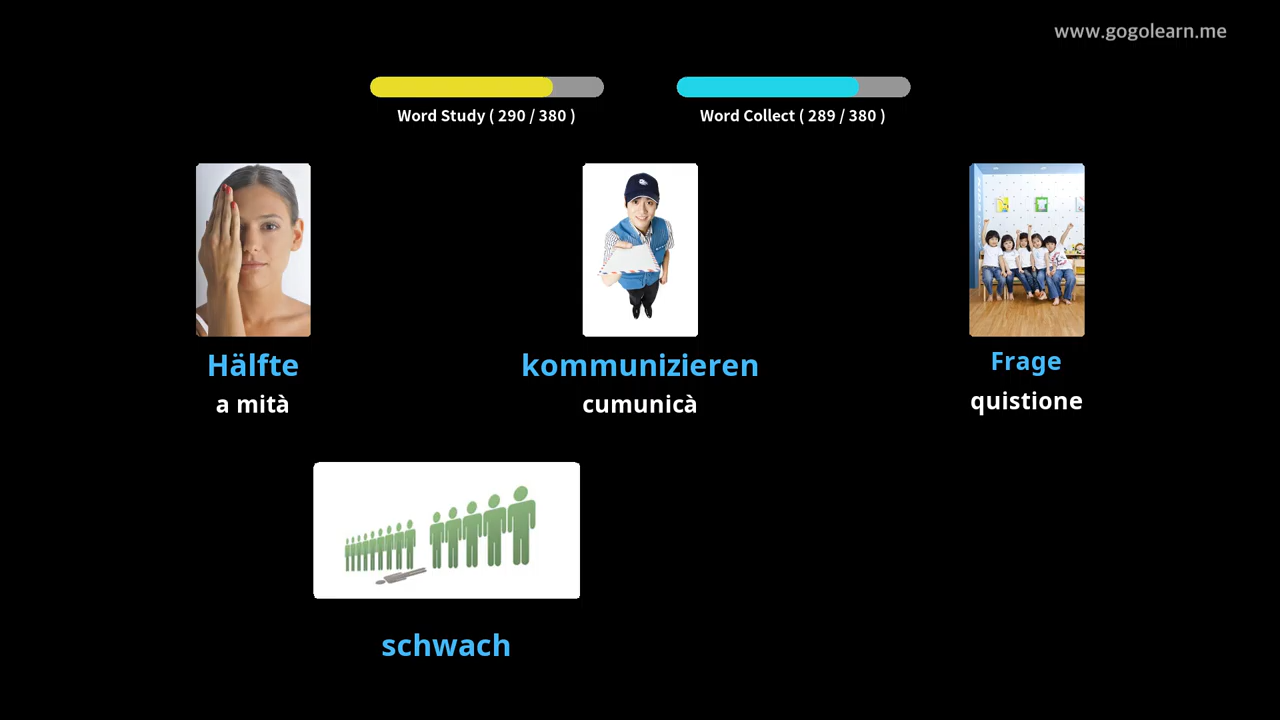 www.gogolearn.me
Word Study ( 290 / 380 )
Word Collect ( 289 / 380 )
Hälfte
a mità
kommunizieren
cumunicà
Frage
quistione
schwach